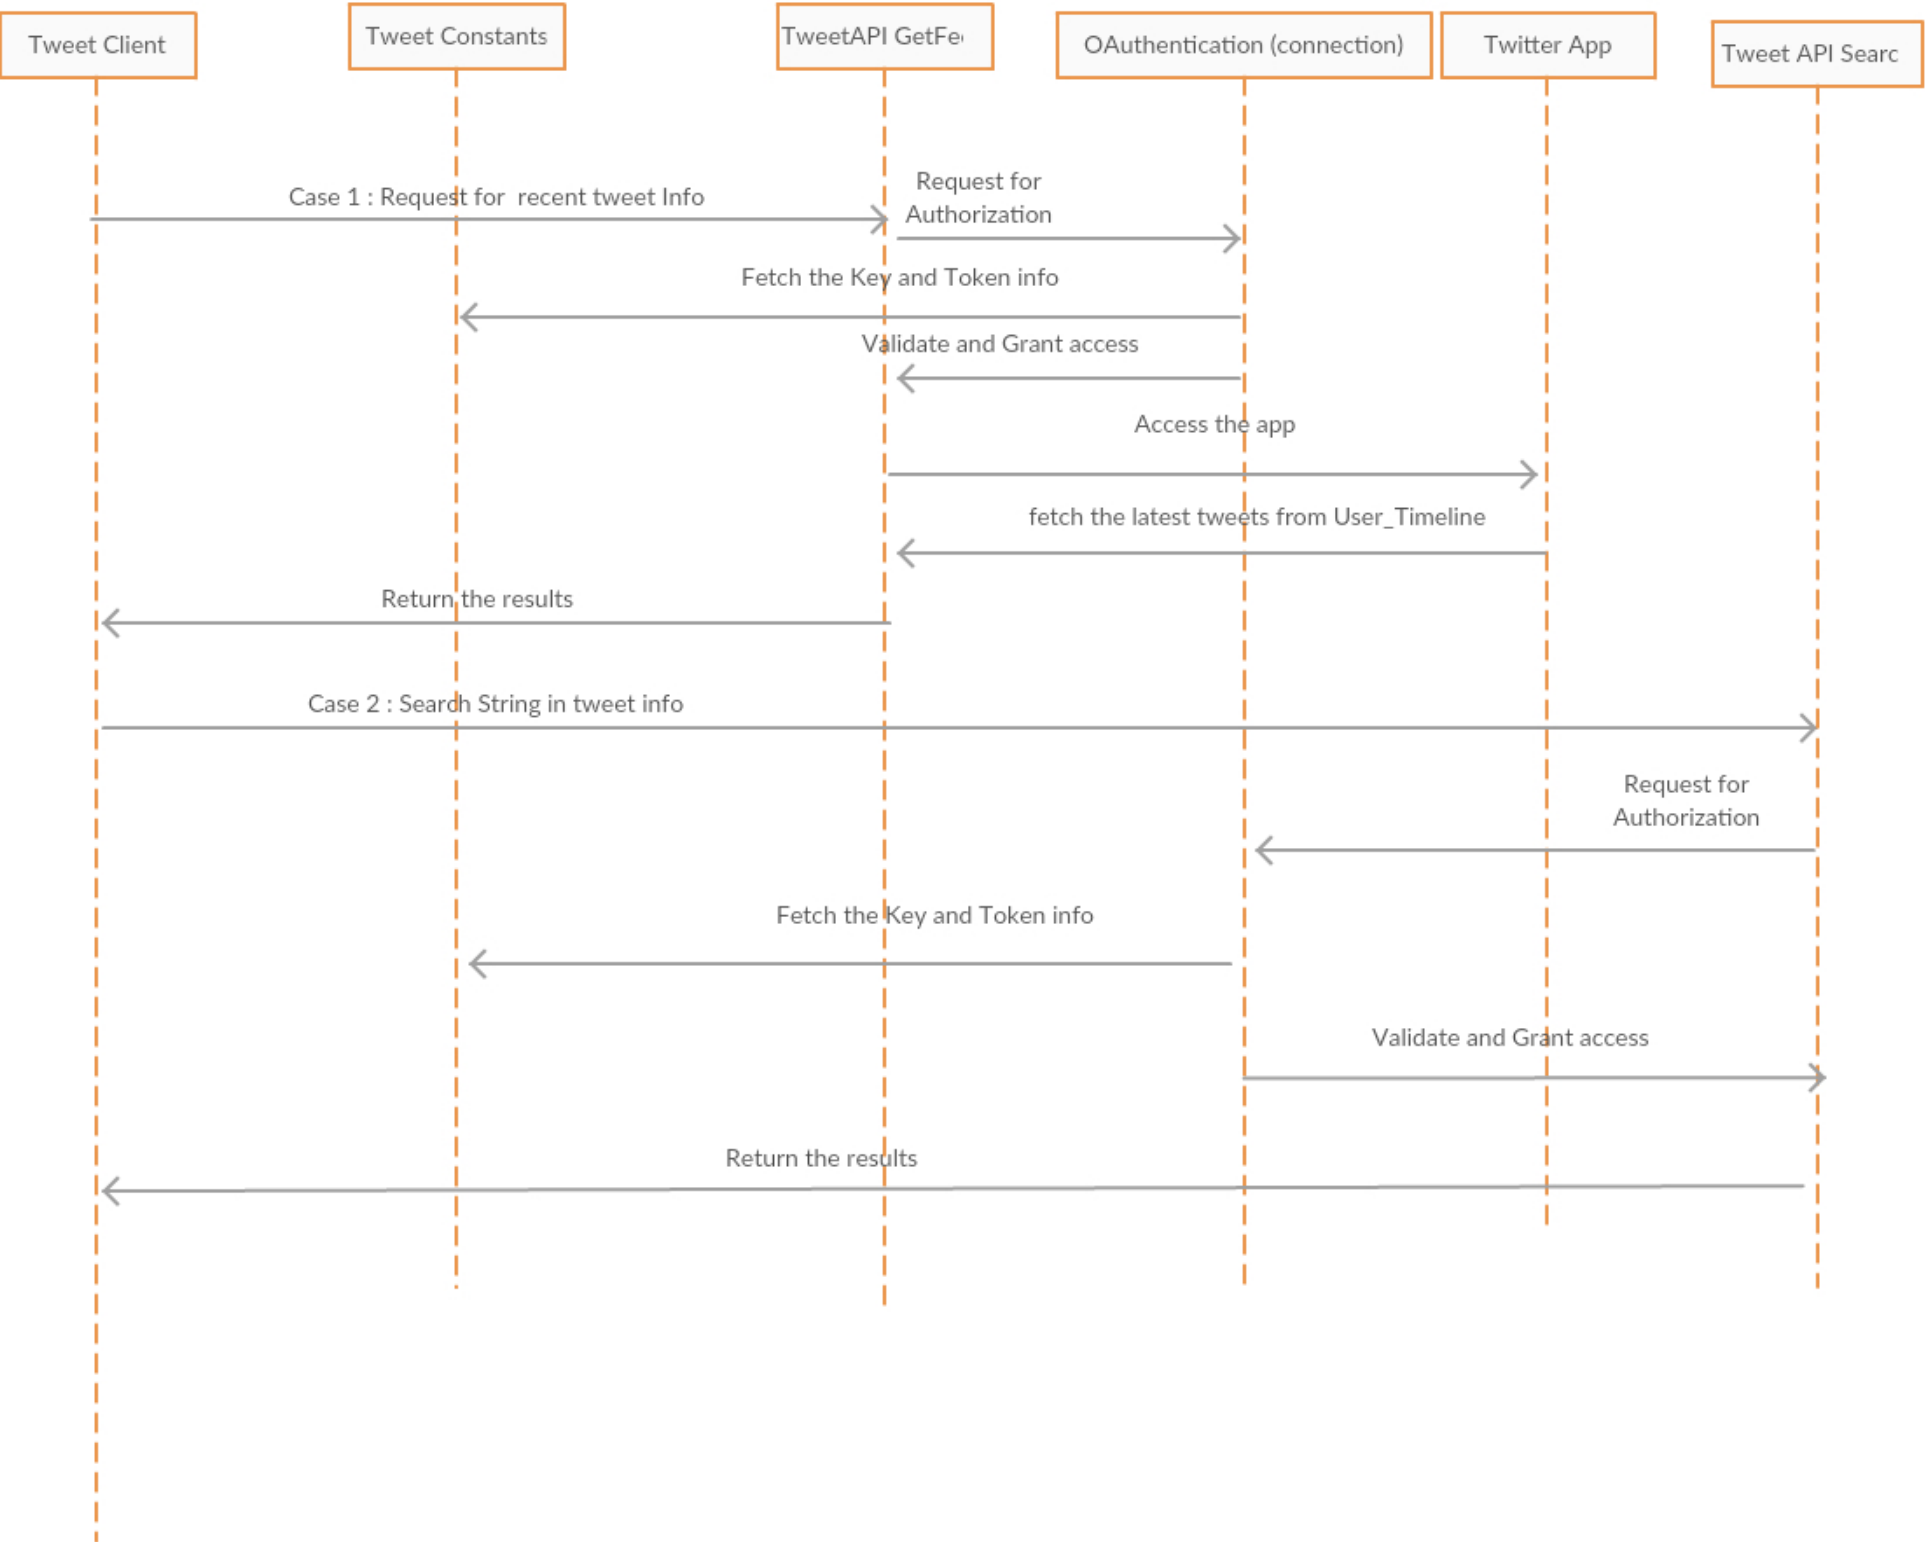 Tweet Client
Tweet Constants
TweetAPI GetFe
OAuthentication (connection)
Twitter App
Tweet API Searc
Case 1 : Request for  recent tweet Info
Request for
Authorization
Fetch the Key and Token info
Validate and Grant access
Access the app
fetch the latest tweets from User_Timeline
Return the results
Case 2 : Search String in tweet info
Request for
Authorization
Fetch the Key and Token info
Validate and Grant access
Return the results